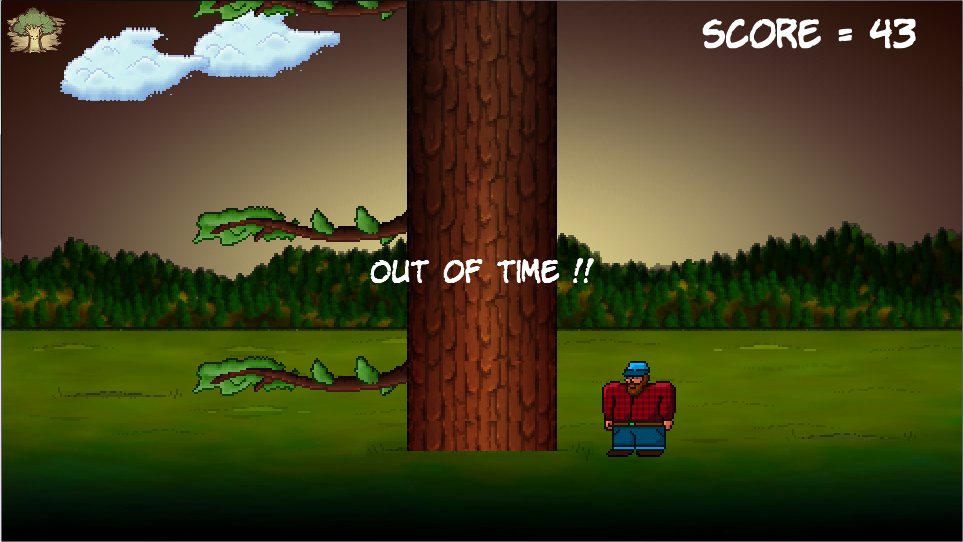 SCORE = 43
OUT OF TIME !!